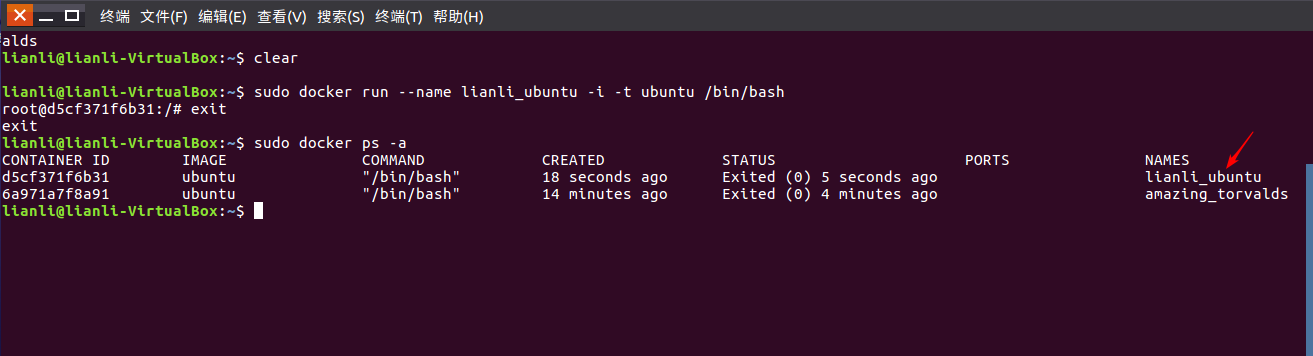 终端 文件(F) 编辑(E) 查看(V) 搜索(S) 终端(T) 帮助(H)
alds
lianli@lianli-VirtualBox:~$ clear
lianli@lianli-VirtualBox:~$ sudo docker run --name lianli_ubuntu -i -t ubuntu /bin/bash
root@d5cf371f6b31:/# exit
exit
lianli@lianli-VirtualBox:~$ sudo docker ps -a
CONTAINER ID IMAGE COMMAND CREATED STATUS PORTS NAMES
d5cf371f6b31 ubuntu "/bin/bash" 18 seconds ago Exited (0) 5 seconds ago lianli_ubuntu
6a971a7f8a91 ubuntu "/bin/bash" 14 minutes ago Exited (0) 4 minutes ago amazing_torvalds
lianli@lianli-VirtualBox:~$